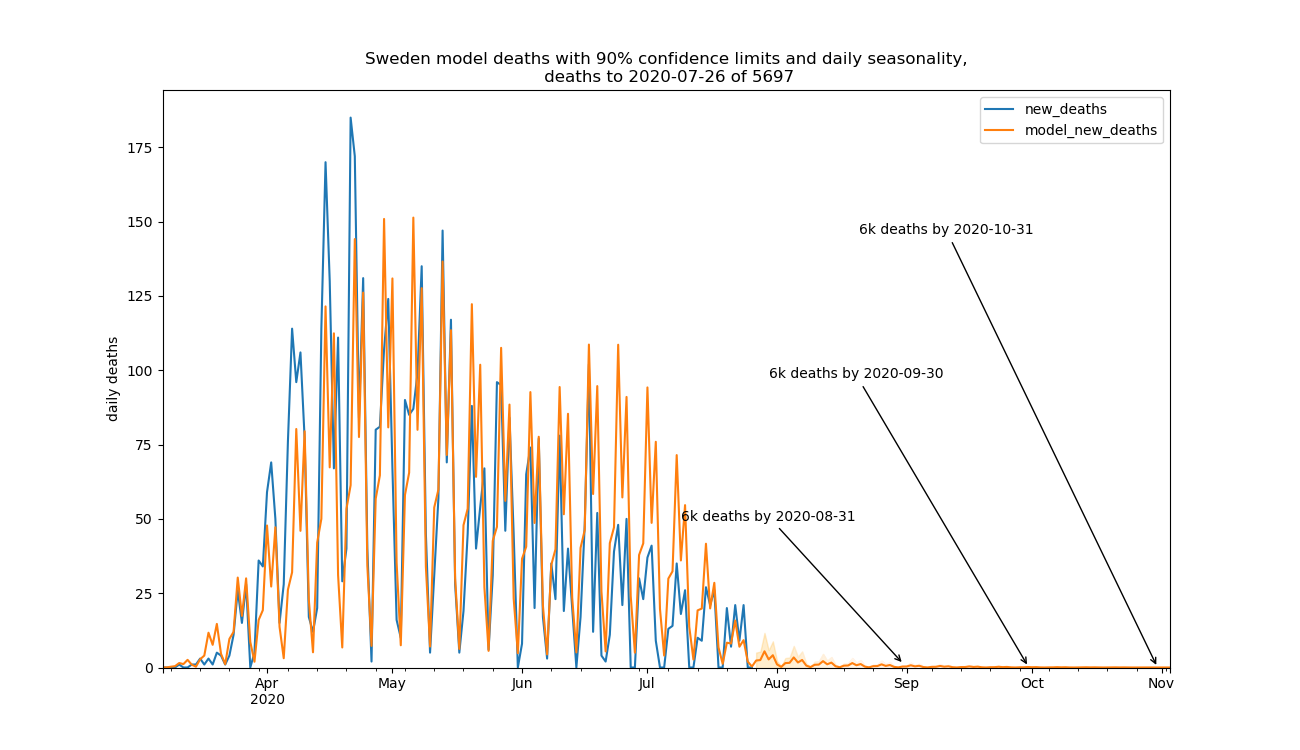 Sweden model deaths with 90% confidence limits and daily seasonality,
deaths to 2020-07-26 of 5697
new_deaths
model_new_deaths
175
150
125
100
75
50
25
0
daily deaths
6k deaths by 2020-10-31
6k deaths by 2020-09-30
6k deaths by 2020-08-31
Apr May Jun Jul Aug Sep Oct Nov
2020